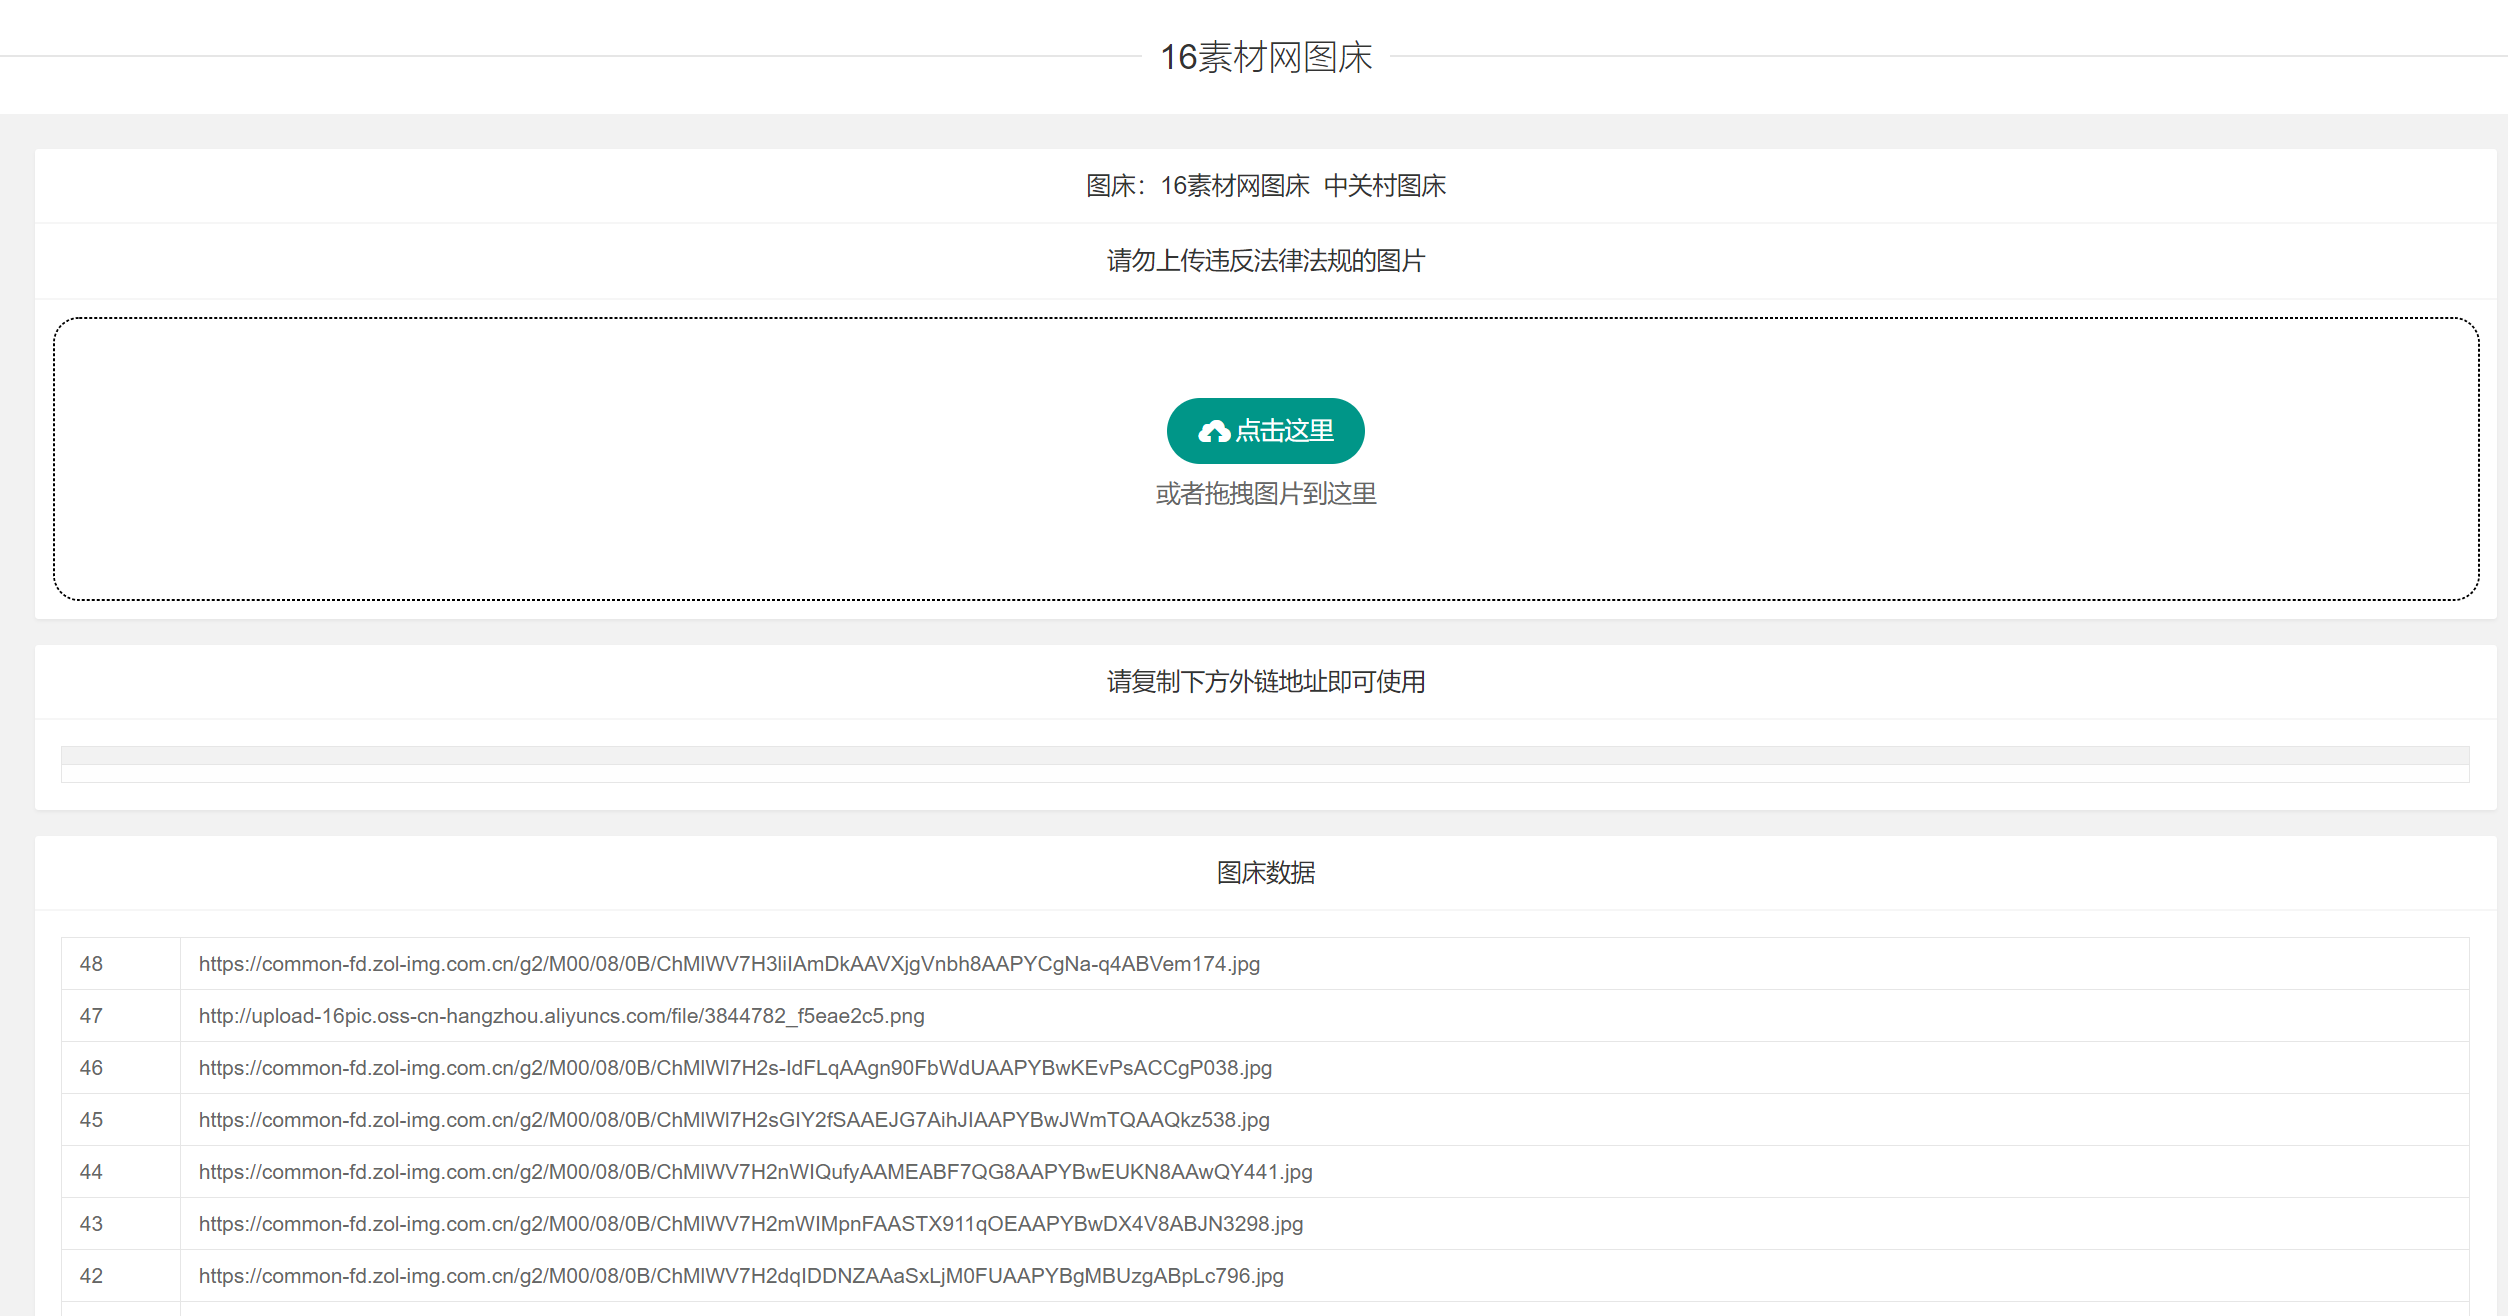 16素材网图床
图床：16素材网图床 中关村图床
请勿上传违反法律法规的图片
点击这里
或者拖拽图片到这里
请复制下方外链地址即可使用
图床数据
48 https://common-fd.zol-img.com.cn/g2/M00/08/0B/ChMlWV7H3liIAmDkAAVXjgVnbh8AAPYCgNa-q4ABVem174.jpg
47 http://upload-16pic.oss-cn-hangzhou.aliyuncs.com/file/3844782_f5eae2c5.png
46 https://common-fd.zol-img.com.cn/g2/M00/08/0B/ChMlWl7H2s-IdFLqAAgn90FbWdUAAPYBwKEvPsACCgP038.jpg
45 https://common-fd.zol-img.com.cn/g2/M00/08/0B/ChMlWl7H2sGIY2fSAAEJG7AihJIAAPYBwJWmTQAAQkz538.jpg
44 https://common-fd.zol-img.com.cn/g2/M00/08/0B/ChMlWV7H2nWIQufyAAMEABF7QG8AAPYBwEUKN8AAwQY441.jpg
43 https://common-fd.zol-img.com.cn/g2/M00/08/0B/ChMlWV7H2mWIMpnFAASTX911qOEAAPYBwDX4V8ABJN3298.jpg
42 https://common-fd.zol-img.com.cn/g2/M00/08/0B/ChMlWV7H2dqIDDNZAAaSxLjM0FUAAPYBgMBUzgABpLc796.jpg